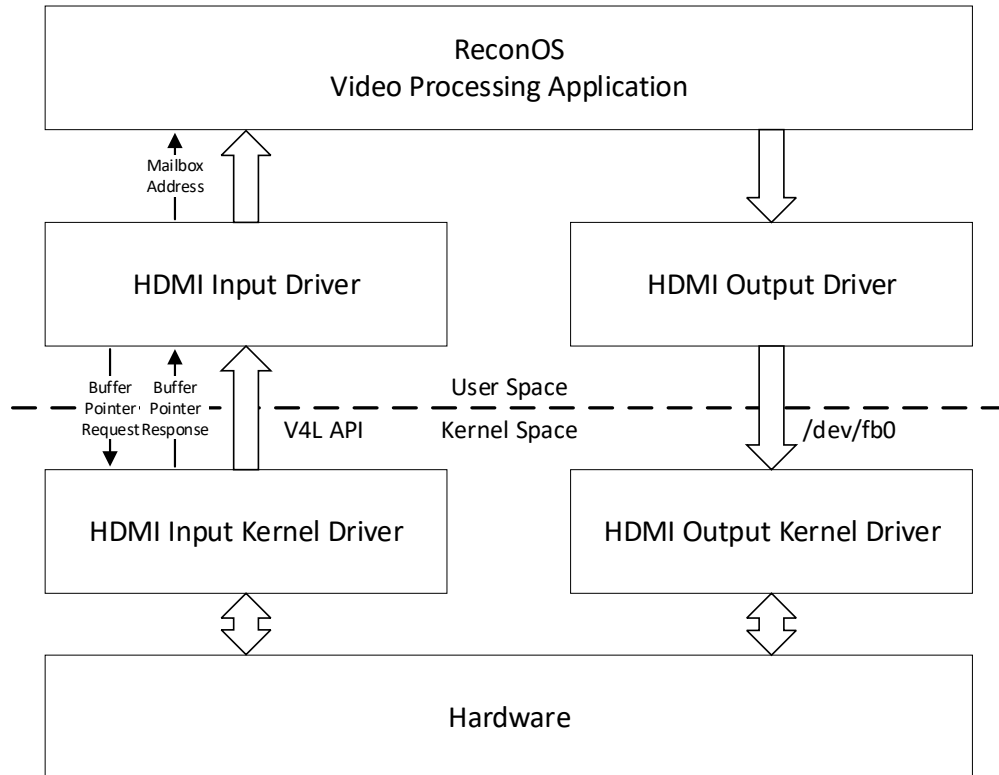 ReconOS
Video Processing Application
Mailbox
Address
HDMI Input Driver
HDMI Output Driver
Buffer
Pointer
Request
Buffer
Pointer
Response
User Space
V4L API
Kernel Space
/dev/fb0
HDMI Input Kernel Driver
HDMI Output Kernel Driver
Hardware